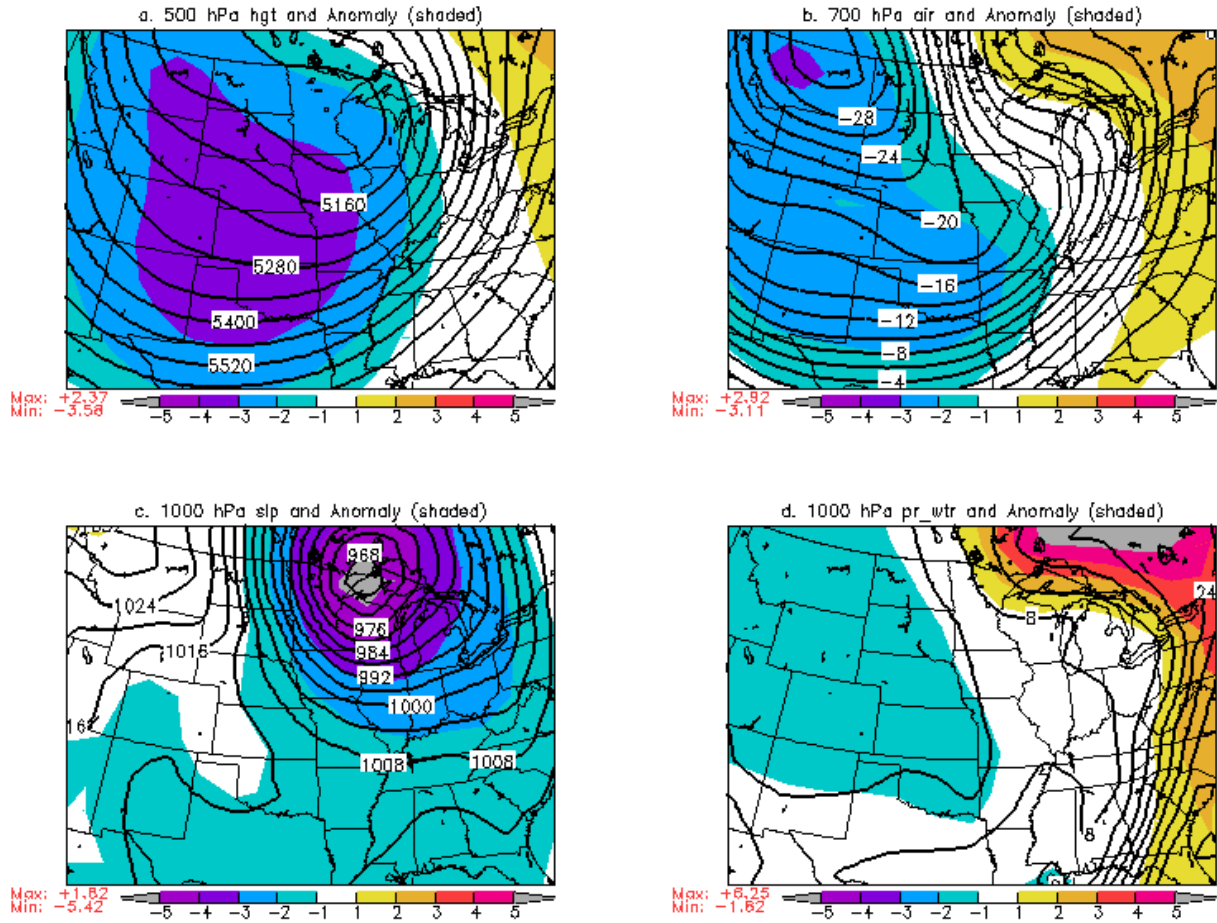 a. 500 hPa hgt and Anomaly (shaded)
5160
5280
5400
5520
Max: +2.37
Min: -3.58
-5 -4 -3 -2 -1 1 2 3 4 5
b. 700 hPa air and Anomaly (shaded)
-28
-24
-20
-16
-12
-8
-4
Max: +2.92
Min: -3.11
-5 -4 -3 -2 -1 1 2 3 4 5
c. 1000 hPa slp and Anomaly (shaded)
968
1024
976
1016
984
992
1000
16
1008
1008
Max: +1.82
Min: -5.42
-5 -4 -3 -2 -1 1 2 3 4 5
d. 1000 hPa pr_wtr and Anomaly (shaded)
24
8
8
Max: +6.25
Min: -1.62
-5 -4 -3 -2 -1 1 2 3 4 5